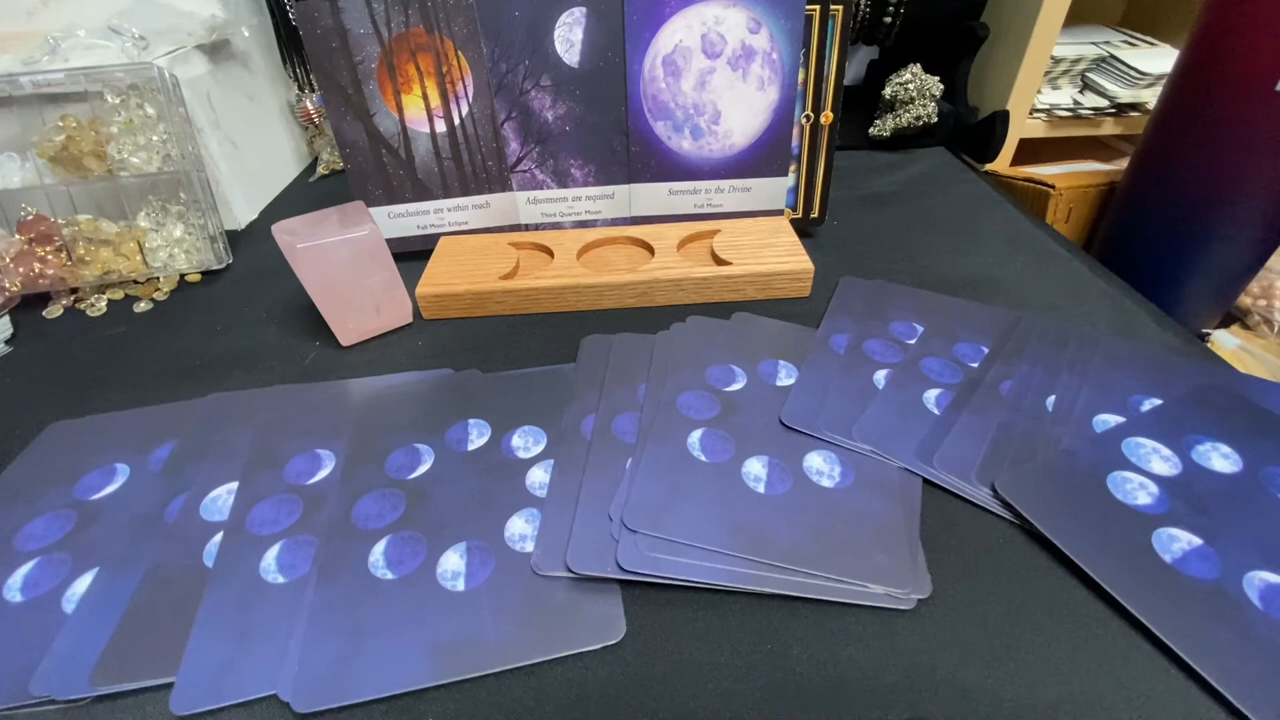 Conclusions are within reach
Full Moon Eclipse
Adjustments are required
Third Quarter Moon
Surrender to the Divine
Full Moon